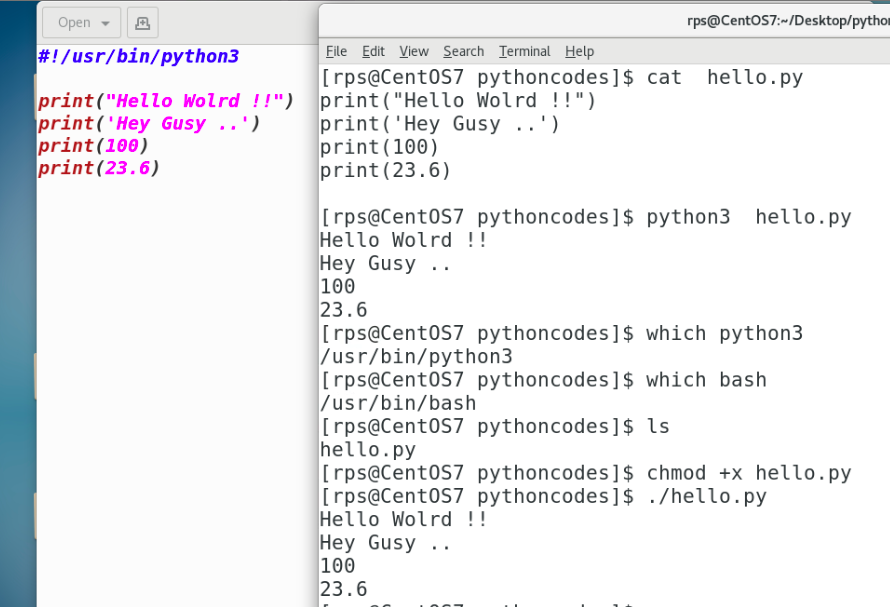 Open
#!/usr/bin/python3
print("Hello Wolrd !!")
print('Hey Gusy ..')
print(100)
print(23.6)
rps@CentOS7:~/Desktop/python
File Edit View Search Terminal Help
[rps@CentOS7 pythoncodes]$ cat  hello.py
print("Hello Wolrd !!")
print('Hey Gusy ..')
print(100)
print(23.6)
[rps@CentOS7 pythoncodes]$ python3  hello.py
Hello Wolrd !!
Hey Gusy ..
100
23.6
[rps@CentOS7 pythoncodes]$ which python3
/usr/bin/python3
[rps@CentOS7 pythoncodes]$ which bash
/usr/bin/bash
[rps@CentOS7 pythoncodes]$ ls
hello.py
[rps@CentOS7 pythoncodes]$ chmod +x hello.py
[rps@CentOS7 pythoncodes]$ ./hello.py
Hello Wolrd !!
Hey Gusy ..
100
23.6